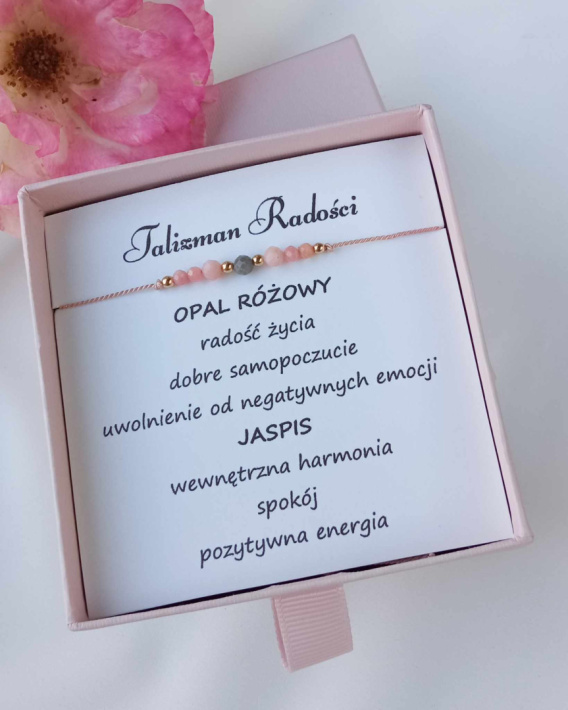 Talizman Radości
OPAL RÓŻOWY
radość życia
dobre samopoczucie
uwolnienie od negatywnych emocji
JASPIS
wewnętrzna harmonia
spokój
pozytywna energia